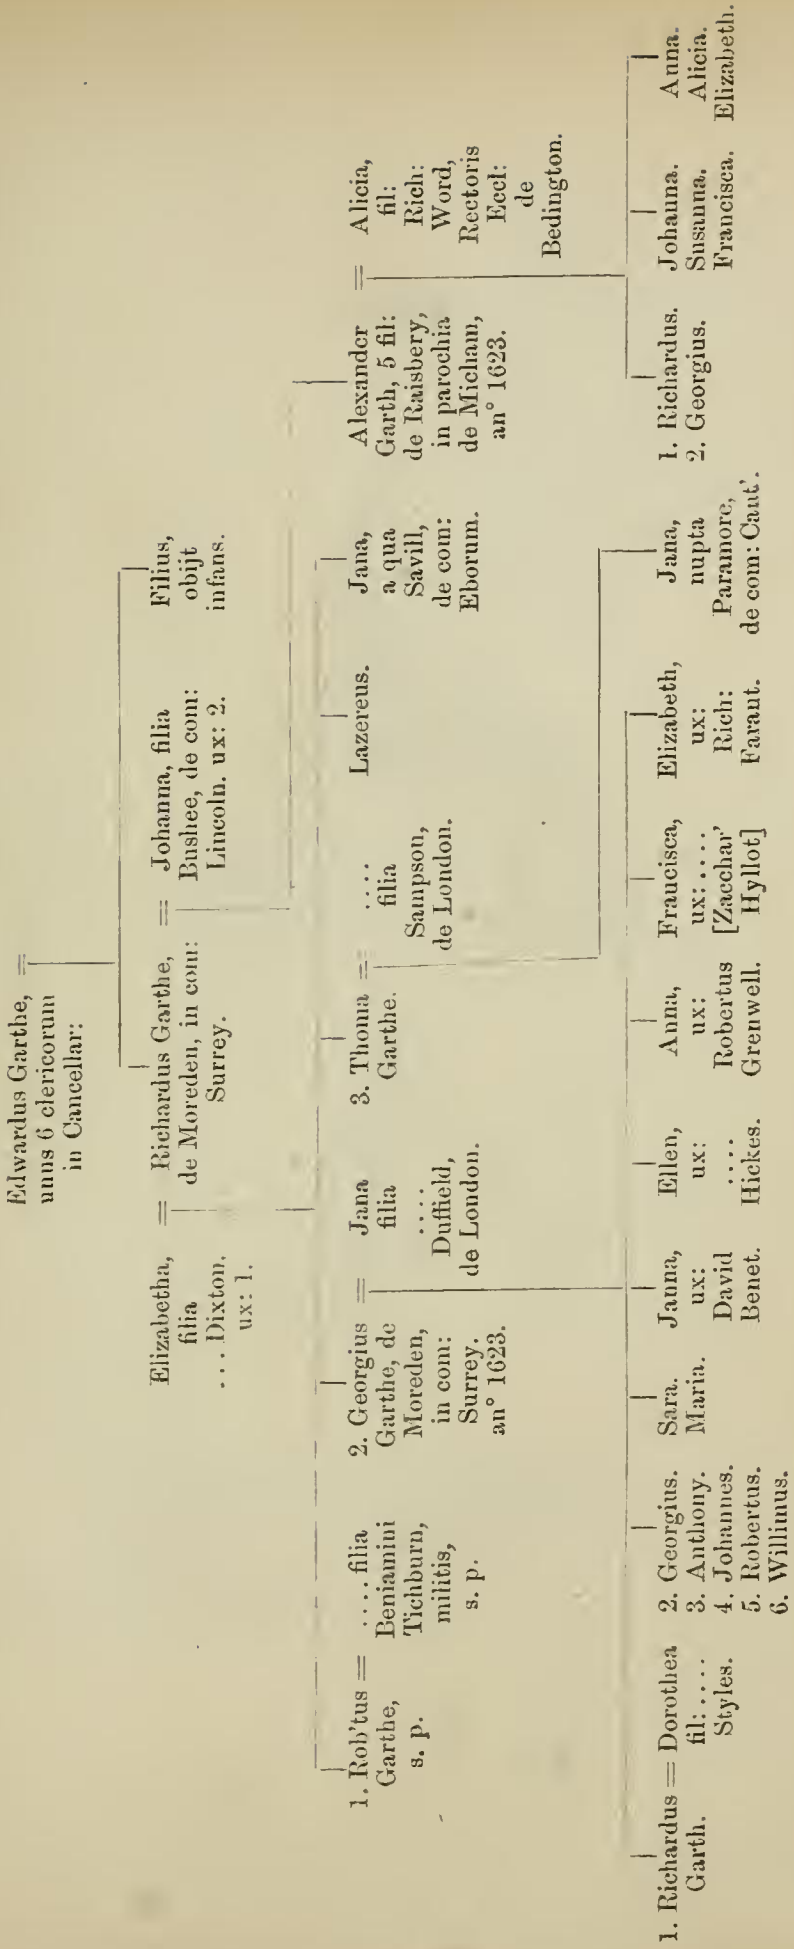 Edwardus Garthe, =
unus 6 clericorum
in Cancellar:
Elizabetha,
filia
.... Dixton.
ux: 1.
= Richardus Garthe,
de Moreden, in com:
Surrey.
= Johanna, filia
Bushee, de com:
Lincoln. ux: 2.
Filius,
obijt
infans.
1. Rob'tus =
Garthe,
s. p.
....filia
Beniamini
Tichburn,
militis,
s. p.
2. Georgius =
Garthe, de
Moreden,
in com:
Surrey.
an° 1623.
Jana
filia
....
Duffield,
de London.
3. Thoma =
Garthe.
....
filia
Sampson,
de London.
Lazereus.
Jana,
a qua
Savill,
de com:
Eborum.
Alexander =
Garth, 5 fil:
de Raisbery,
in parochia
de Micham,
an° 1623.
Alicia,
fil:
Rich:
Word,
Rectoris
Eccl:
de
Bedington.
1. Richardus = Dorothea
Garth.
fil:....
Styles.
2. Georgius.
3. Anthony.
4. Johannes.
5. Robertus.
6. Willimus.
Sara.
Maria.
Janna,
ux:
David
Benet.
Ellen,
ux:
....
Hickes.
Anna,
ux:
Robertus
Grenwell.
Fraucisca,
ux:....
[Zacchar'
Hyllot]
Elizabeth,
ux:
Rich:
Faraut.
Jana,
nupta
Paramore,
de com: Cant'.
1. Richardus.
2. Georgius.
Johauna.
Susanna.
Francisca.
Anna.
Alicia.
Elizabeth.